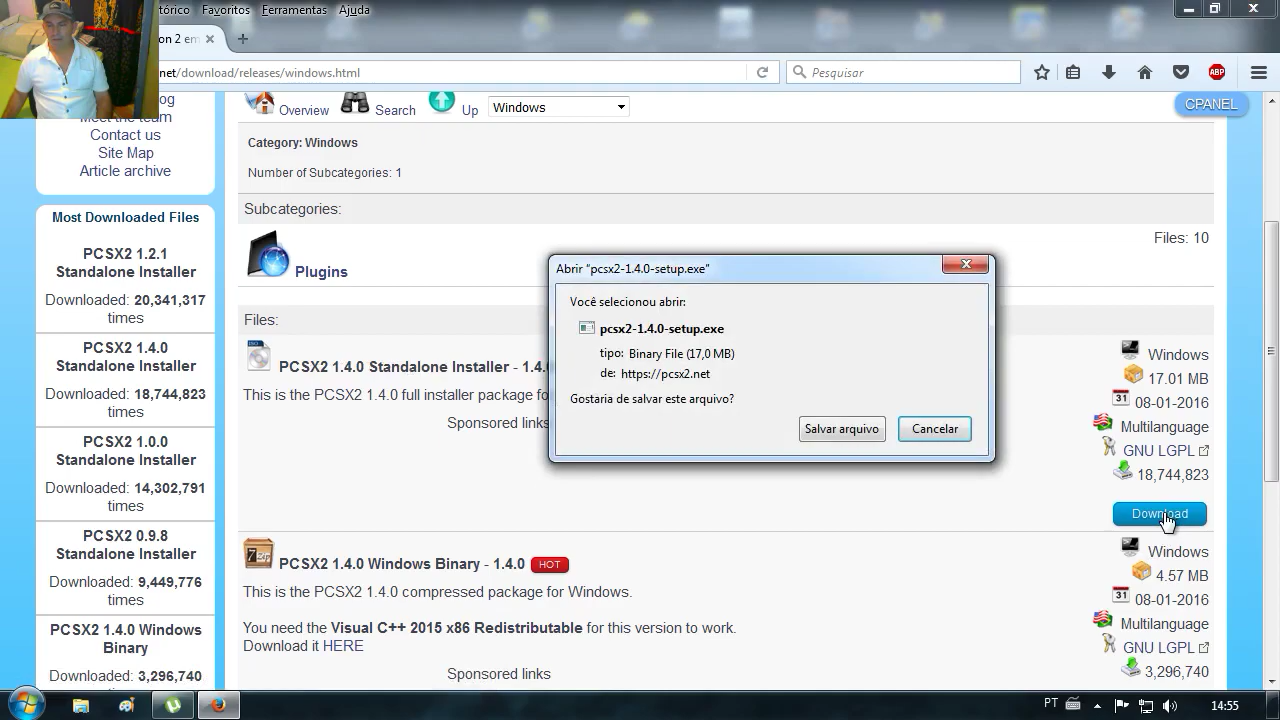 stórico Favoritos Ferramentas Ajuda
on 2 em
net/download/releases/windows.html
Pesquisar
ABP
CPANEL
Overview Search Up Windows
og
Meet the team
Contact us
Site Map
Article archive
Category: Windows
Number of Subcategories: 1
Subcategories:
Files: 10
Plugins
Most Downloaded Files
PCSX2 1.2.1
Standalone Installer
Downloaded: 20,341,317
times
PCSX2 1.4.0
Standalone Installer
Downloaded: 18,744,823
times
PCSX2 1.0.0
Standalone Installer
Downloaded: 14,302,791
times
PCSX2 0.9.8
Standalone Installer
Downloaded: 9,449,776
times
PCSX2 1.4.0 Windows
Binary
Downloaded: 3,296,740
Files:
PCSX2 1.4.0 Standalone Installer - 1.4.0
This is the PCSX2 1.4.0 full installer package fo
Sponsored links
Windows
17.01 MB
31 08-01-2016
Multilanguage
GNU LGPL
18,744,823
Download
Abrir "pcsx2-1.4.0-setup.exe"
Você selecionou abrir:
pcsx2-1.4.0-setup.exe
tipo: Binary File (17,0 MB)
de: https://pcsx2.net
Gostaria de salvar este arquivo?
Salvar arquivo Cancelar
7zip PCSX2 1.4.0 Windows Binary - 1.4.0 HOT
This is the PCSX2 1.4.0 compressed package for Windows.
You need the Visual C++ 2015 x86 Redistributable for this version to work.
Download it HERE
Sponsored links
Windows
4.57 MB
31 08-01-2016
Multilanguage
GNU LGPL
3,296,740
PT 14:55